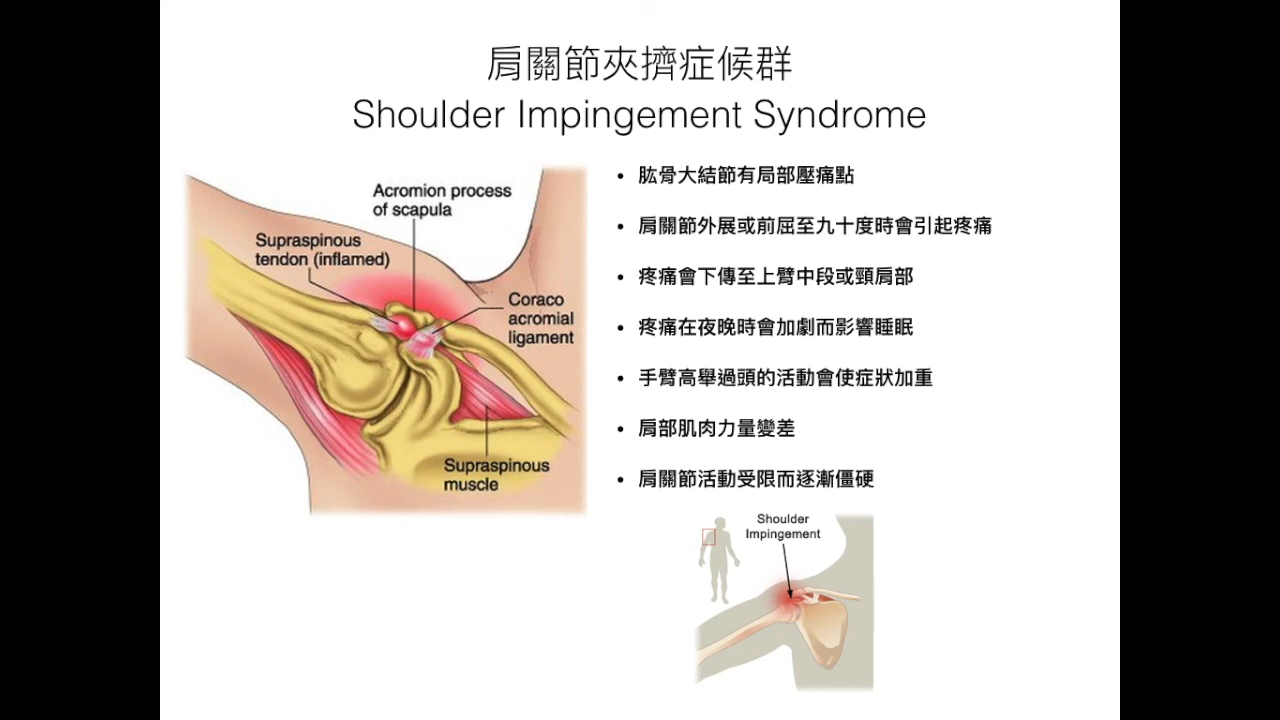 肩關節夾擠症候群
Shoulder Impingement Syndrome
Acromion process
of scapula
Supraspinous
tendon (inflamed)
Coraco
acromial
ligament
Supraspinous
muscle
• 肱骨大結節有局部壓痛點
• 肩關節外展或前屈至九十度時會引起疼痛
• 疼痛會下傳至上臂中段或頸肩部
• 疼痛在夜晚時會加劇而影響睡眠
• 手臂高舉過頭的活動會使症狀加重
• 肩部肌肉力量變差
• 肩關節活動受限而逐漸僵硬
Shoulder
Impingement